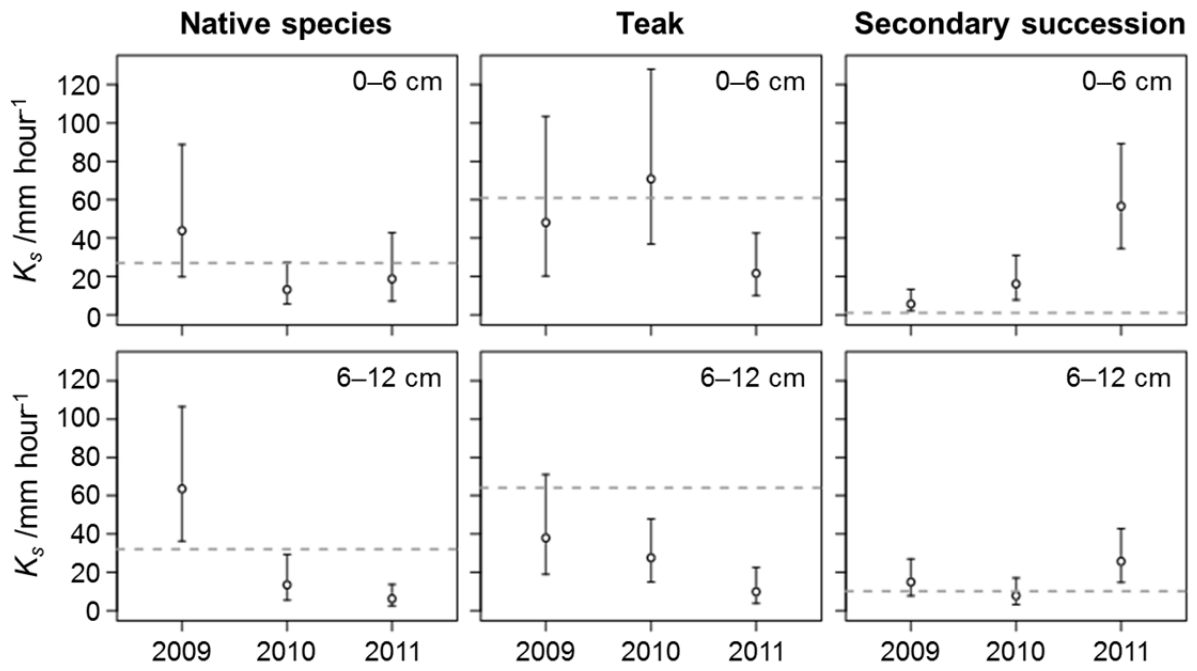 Native species Teak Secondary succession
Kₛ /mm hour⁻¹
120
100
80
60
40
20
0
0–6 cm 0–6 cm 0–6 cm
Kₛ /mm hour⁻¹
120
100
80
60
40
20
0
6–12 cm 6–12 cm 6–12 cm
2009 2010 2011 2009 2010 2011 2009 2010 2011